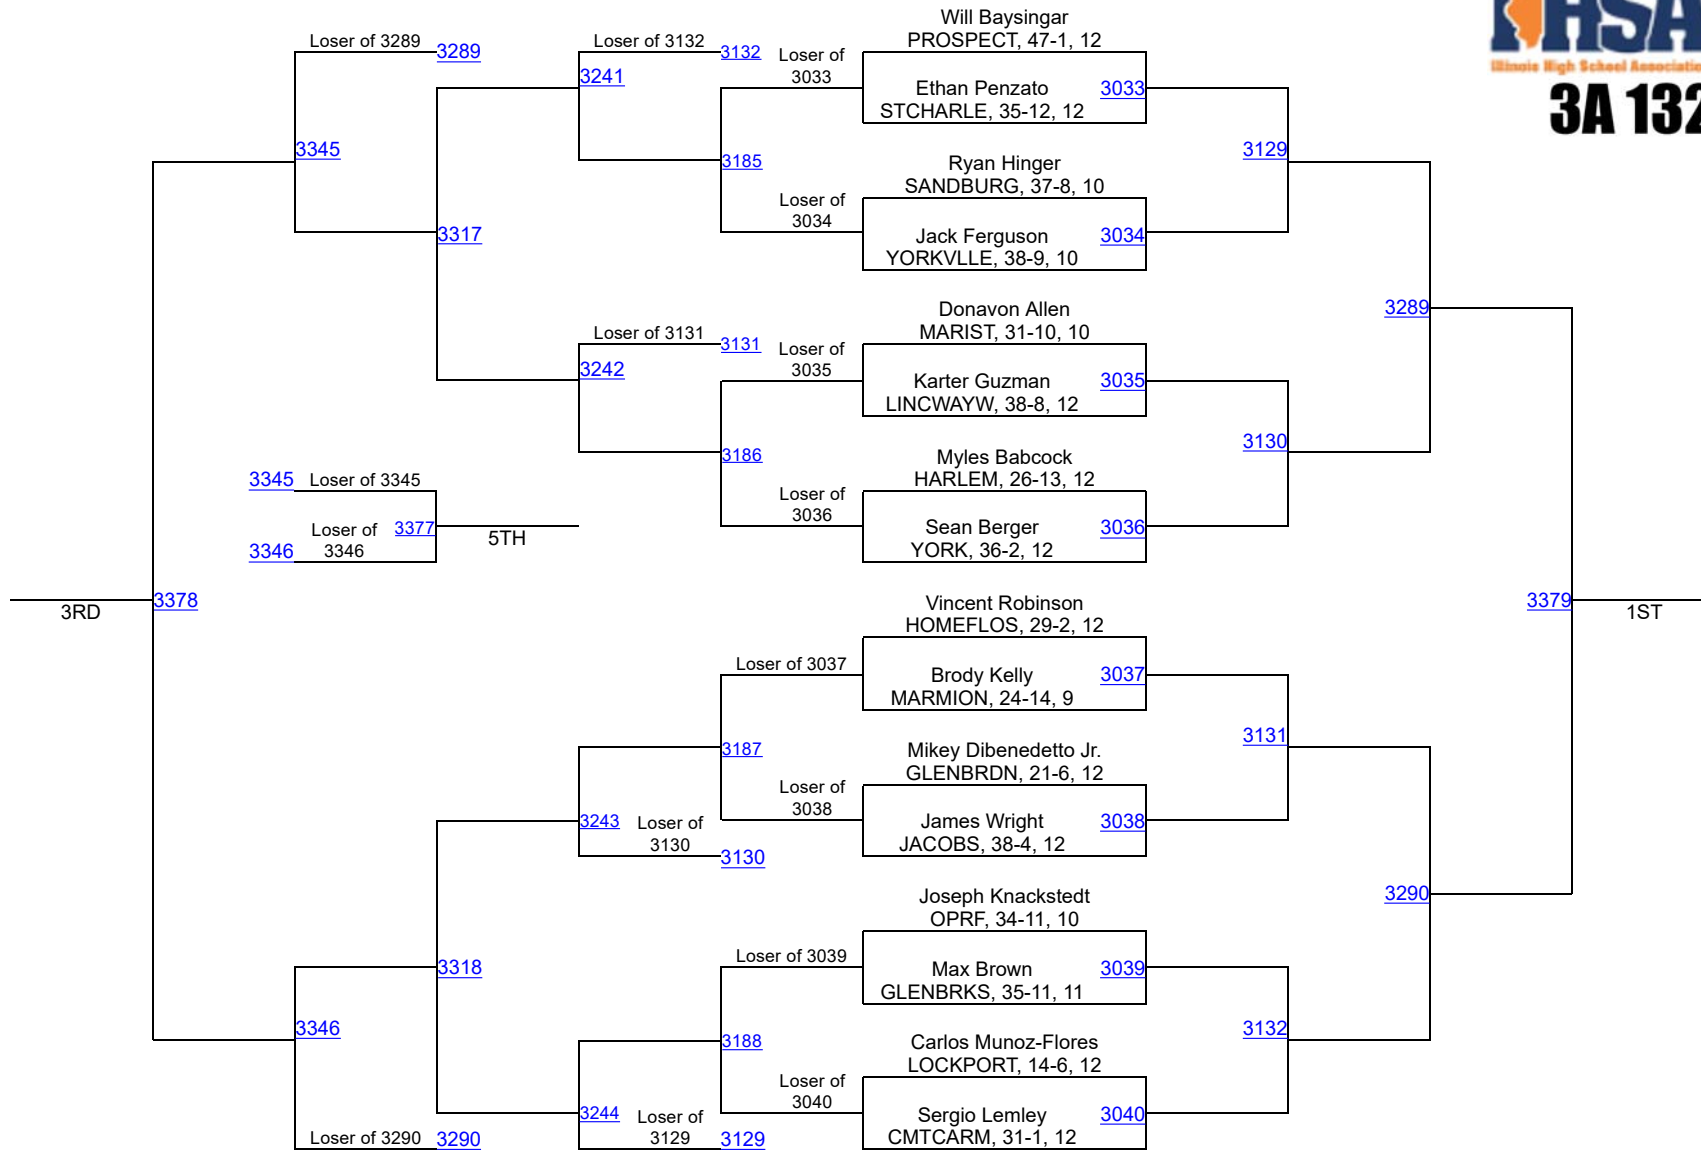 IHSA
Illinois High School Association
3A 132
Will Baysingar
PROSPECT, 47-1, 12
Loser of 3289
3289
Loser of 3132
3132
Loser of
3033
3241
Ethan Penzato
3033
STCHARLE, 35-12, 12
3345
3185
Ryan Hinger
3129
SANDBURG, 37-8, 10
Loser of
3034
3317
Jack Ferguson
3034
YORKVLLE, 38-9, 10
Donavon Allen
3289
MARIST, 31-10, 10
Loser of 3131
3131
Loser of
3035
3242
Karter Guzman
3035
LINCWAYW, 38-8, 12
3186
Myles Babcock
3130
HARLEM, 26-13, 12
3345
Loser of 3345
Loser of
3036
Loser of
3346
3377
5TH
3346
Sean Berger
3036
YORK, 36-2, 12
3RD
3378
Vincent Robinson
HOMEFLOS, 29-2, 12
3379
1ST
Loser of 3037
Brody Kelly
3037
MARMION, 24-14, 9
3187
Mikey Dibenedetto Jr.
3131
GLENBRDN, 21-6, 12
Loser of
3038
3243
Loser of
3130
3130
James Wright
3038
JACOBS, 38-4, 12
Joseph Knackstedt
3290
OPRF, 34-11, 10
Loser of 3039
3318
Max Brown
3039
GLENBRKS, 35-11, 11
3346
3188
Carlos Munoz-Flores
3132
LOCKPORT, 14-6, 12
Loser of
3040
3244
Loser of
3129
3129
Sergio Lemley
3040
CMTCARM, 31-1, 12
Loser of 3290
3290